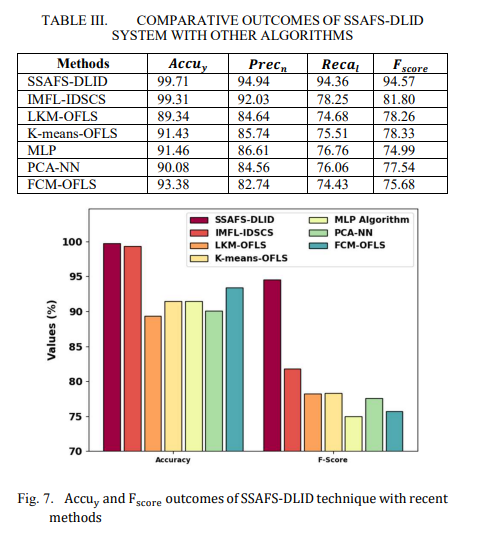 TABLE III. COMPARATIVE OUTCOMES OF SSAFS-DLID
SYSTEM WITH OTHER ALGORITHMS
Methods Accu_y Prec_n Reca_l F_score
SSAFS-DLID 99.71 94.94 94.36 94.57
IMFL-IDSCS 99.31 92.03 78.25 81.80
LKM-OFLS 89.34 84.64 74.68 78.26
K-means-OFLS 91.43 85.74 75.51 78.33
MLP 91.46 86.61 76.76 74.99
PCA-NN 90.08 84.56 76.06 77.54
FCM-OFLS 93.38 82.74 74.43 75.68
SSAFS-DLID MLP Algorithm
IMFL-IDSCS PCA-NN
LKM-OFLS FCM-OFLS
K-means-OFLS
Values (%)
100
95
90
85
80
75
70
Accuracy F-Score
Fig. 7. Accu_y and F_score outcomes of SSAFS-DLID technique with recent
methods